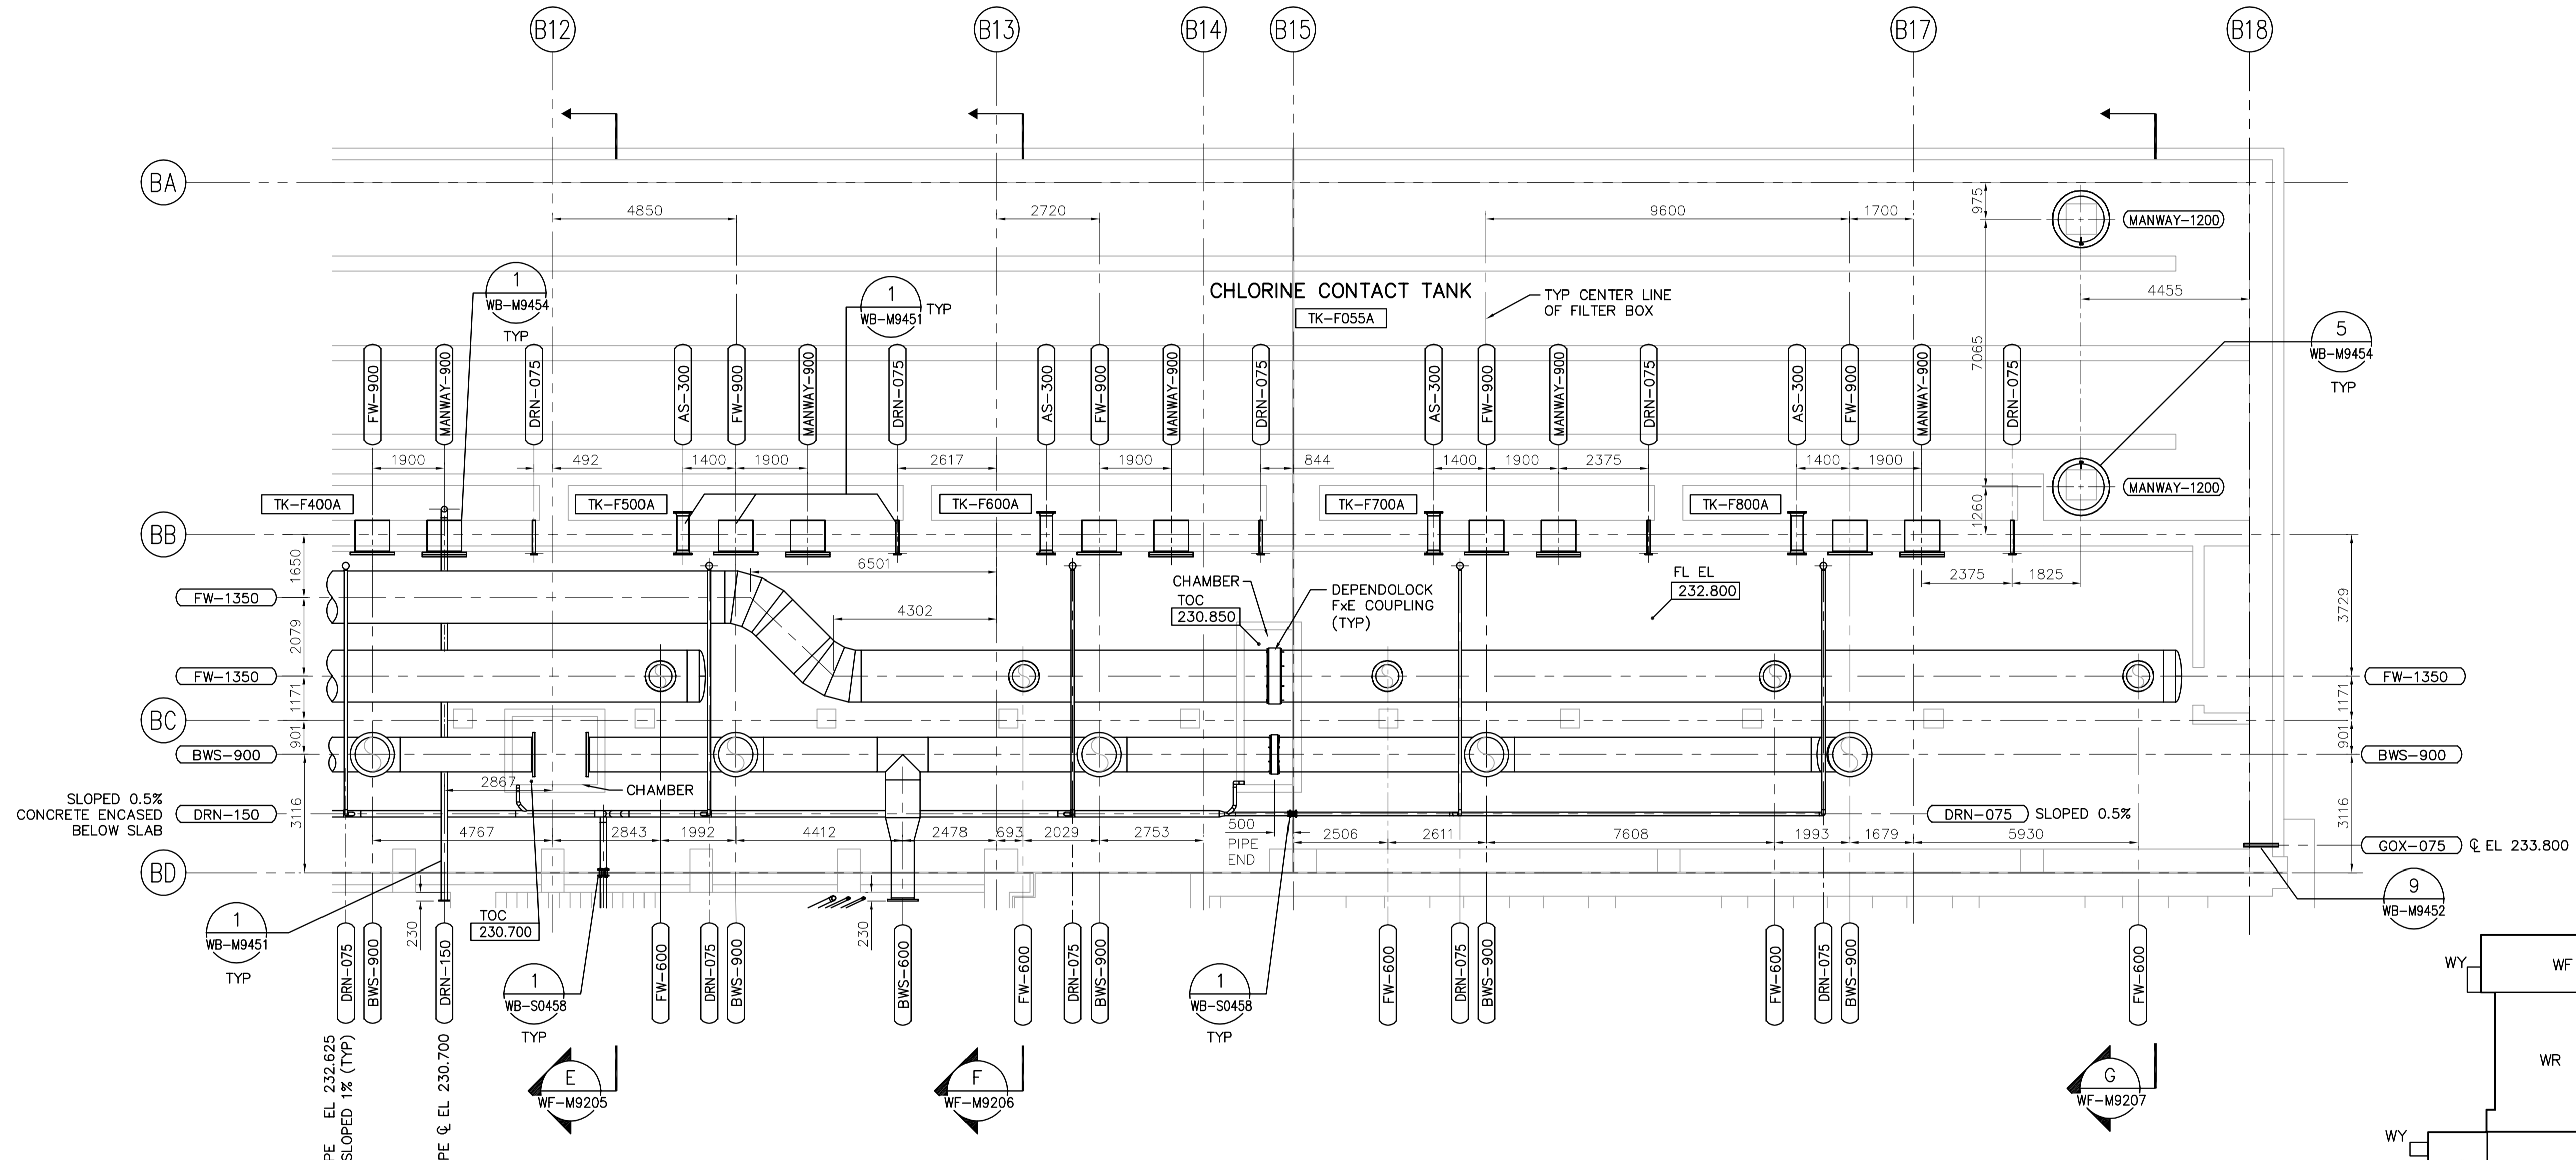 B12
B13
B14
B15
B17
B18
BA
4850
2720
9600
1700
975
MANWAY-1200
1
WB-M9454
TYP
1
WB-M9451
TYP
CHLORINE CONTACT TANK
TK-F055A
TYP CENTER LINE
OF FILTER BOX
4455
7065
5
WB-M9454
TYP
FW-900
MANWAY-900
DRN-075
AS-300
FW-900
MANWAY-900
DRN-075
AS-300
FW-900
MANWAY-900
DRN-075
AS-300
FW-900
MANWAY-900
DRN-075
AS-300
FW-900
MANWAY-900
DRN-075
1900
492
1400
1900
2617
1900
844
1400
1900
2375
1400
1900
TK-F400A
TK-F500A
TK-F600A
TK-F700A
TK-F800A
MANWAY-1200
1260
BB
1650
6501
4302
CHAMBER
TOC
230.850
DEPENDOLOCK
FxE COUPLING
(TYP)
FL EL
232.800
2375
1825
3729
FW-1350
2079
FW-1350
1171
FW-1350
1171
BC
901
BWS-900
901
BWS-900
2867
CHAMBER
SLOPED 0.5%
CONCRETE ENCASED
BELOW SLAB
DRN-150
3116
DRN-075
SLOPED 0.5%
3116
4767
2843
1992
4412
2478
693
2029
2753
500
PIPE
END
2506
2611
7608
1993
1679
5930
GOX-075
℄ EL 233.800
BD
9
WB-M9452
1
WB-M9451
TYP
230
TOC
230.700
230
1
WB-S0458
TYP
1
WB-S0458
TYP
DRN-075
BWS-900
DRN-150
FW-600
DRN-075
BWS-900
BWS-600
FW-600
DRN-075
BWS-900
FW-600
DRN-075
BWS-900
FW-600
DRN-075
BWS-900
FW-600
PE EL 232.625
SLOPED 1% (TYP)
PE ℄ EL 230.700
E
WF-M9205
F
WF-M9206
G
WF-M9207
WY
WF
WR
WY